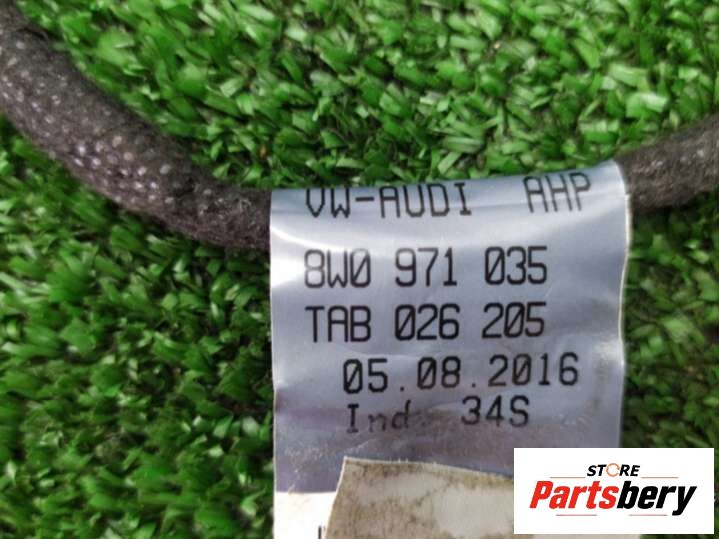 VW-AUDI AHP
8W0 971 035
TAB 026 205
05.08.2016
Ind. 34S
STORE
Partsbery